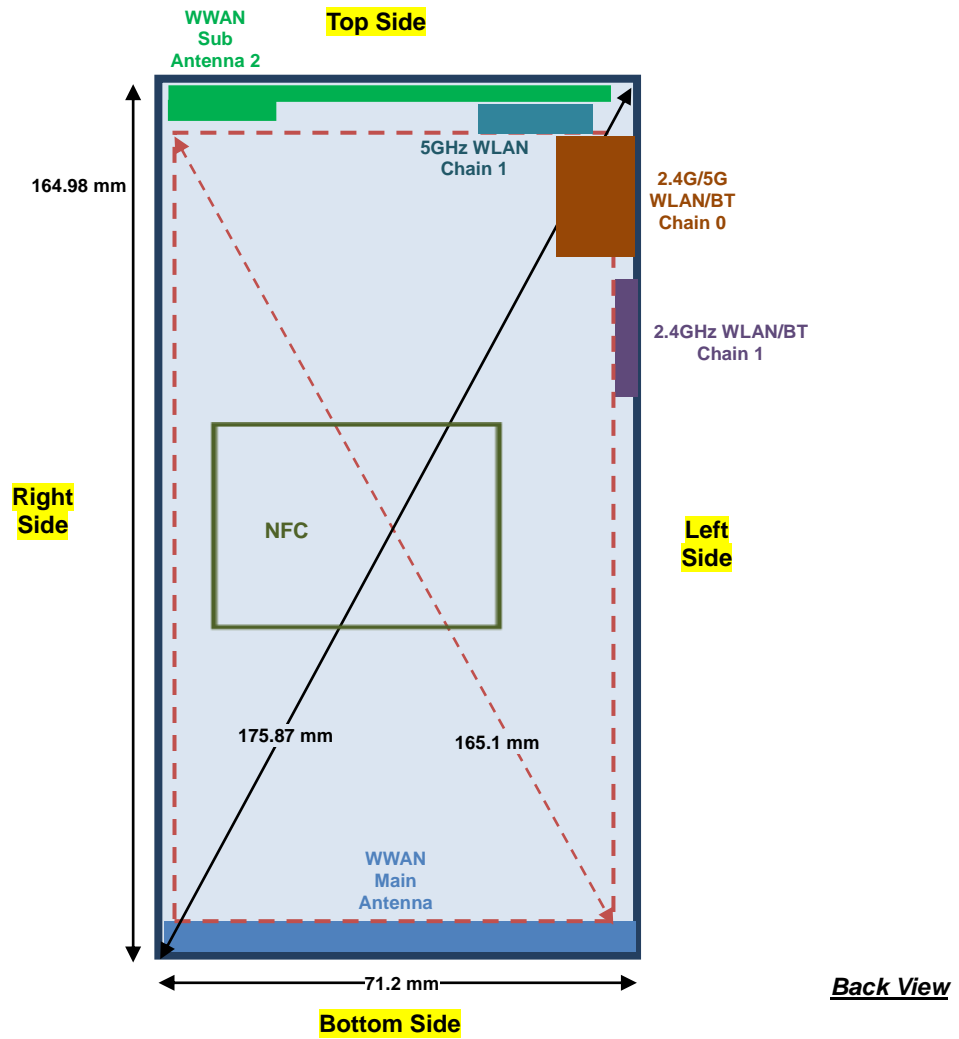 WWAN
Sub
Antenna 2
Top Side
5GHz WLAN
Chain 1
164.98 mm
2.4G/5G
WLAN/BT
Chain 0
2.4GHz WLAN/BT
Chain 1
Right
Side
NFC
Left
Side
175.87 mm
165.1 mm
WWAN
Main
Antenna
71.2 mm
Back View
Bottom Side